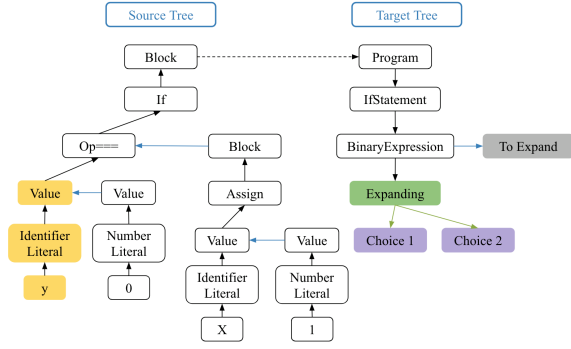 Source Tree
Target Tree
Block
Program
If
IfStatement
Op===
Block
BinaryExpression
To Expand
Value
Value
Assign
Expanding
Identifier
Literal
Number
Literal
Value
Value
Choice 1
Choice 2
y
0
Identifier
Literal
Number
Literal
X
1